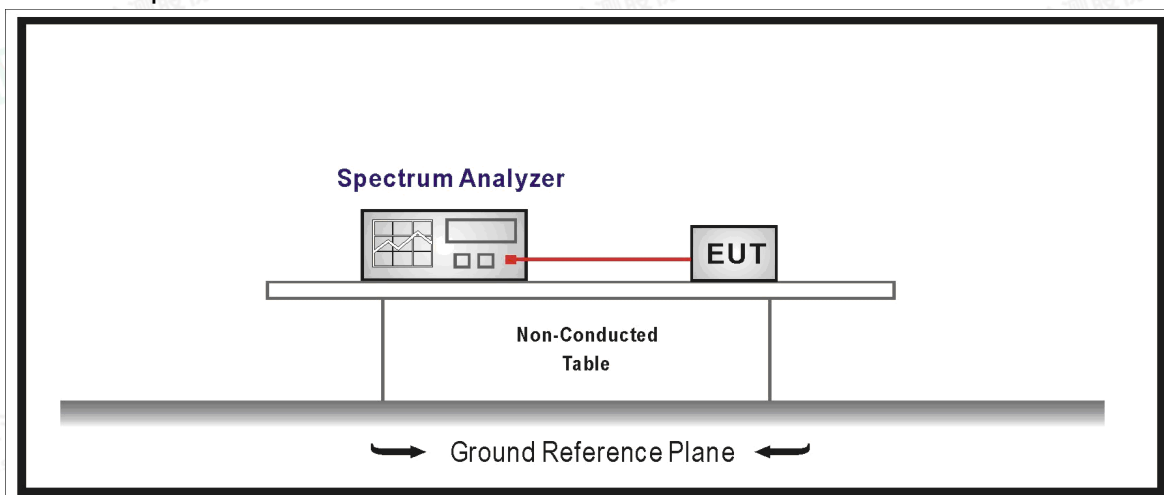 Spectrum Analyzer
EUT
Non-Conducted
Table
Ground Reference Plane